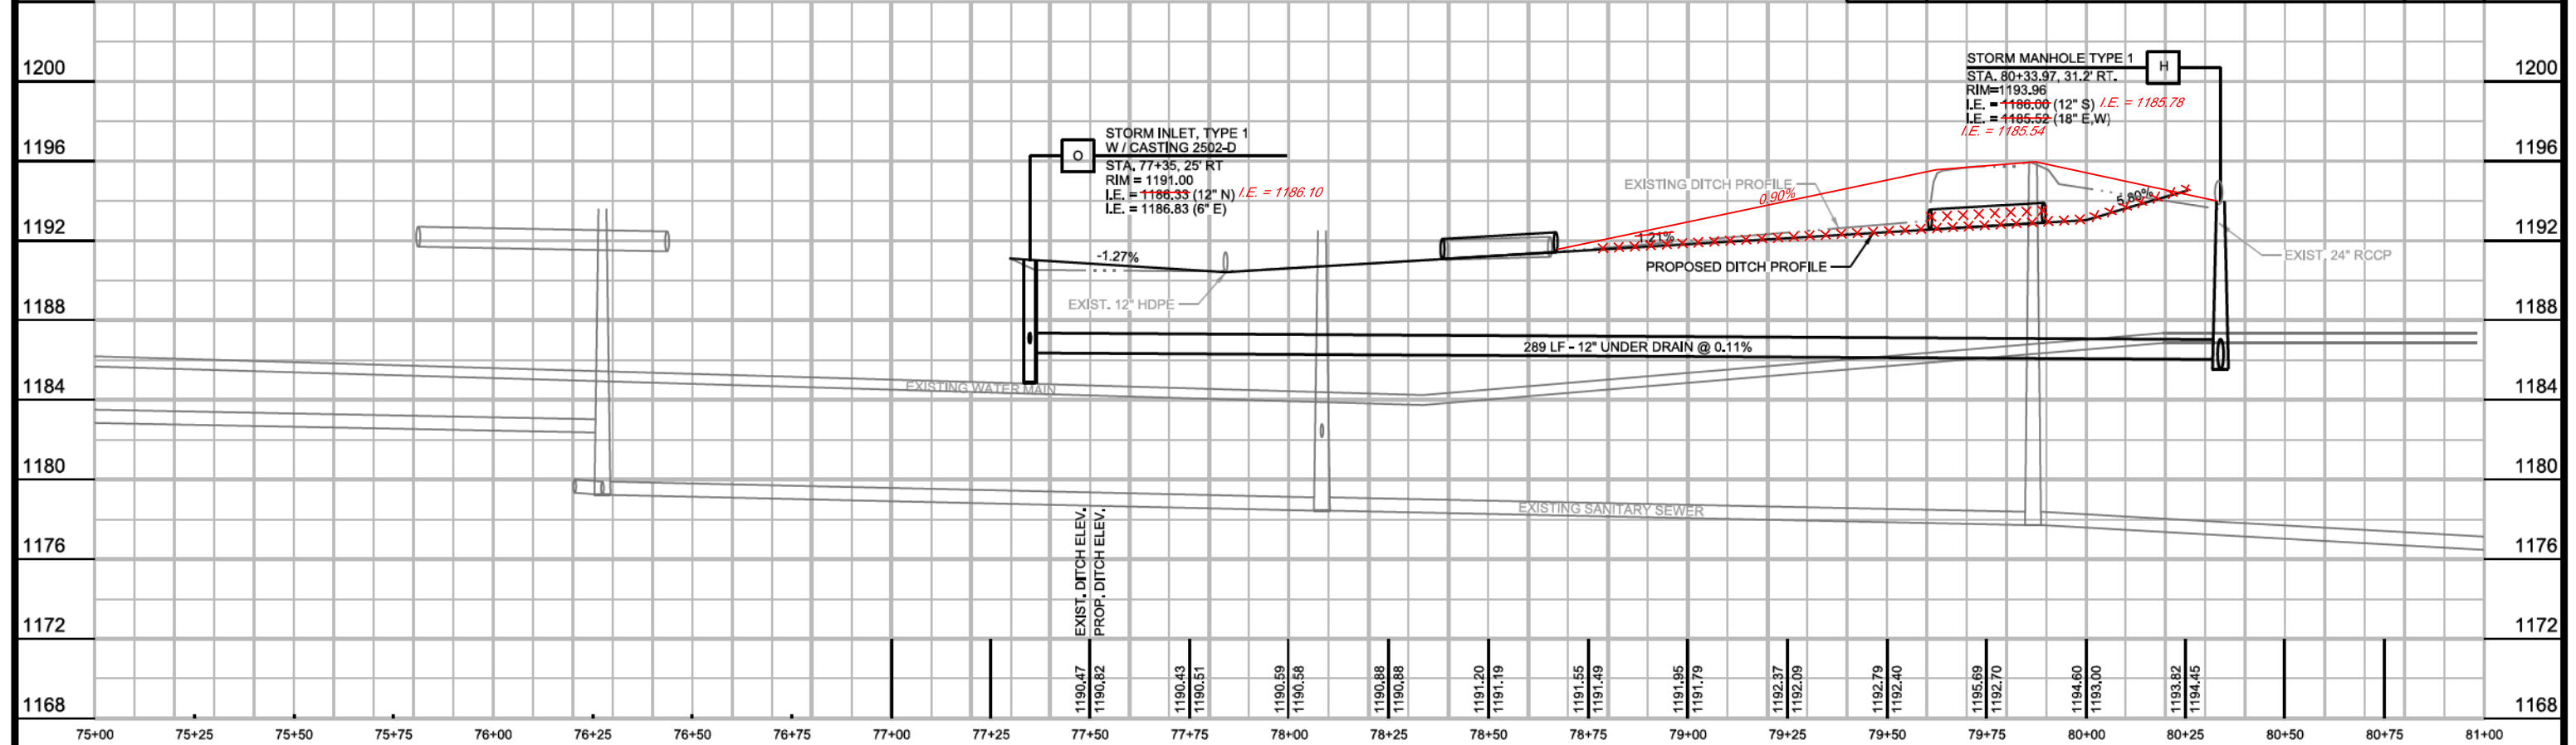 STORM MANHOLE TYPE 1
H
STA. 80+33.97, 31.2' RT.
RIM=1193.96
I.E. = 1186.00 (12" S) I.E. = 1185.78
I.E. = 1185.52 (18" E,W)
I.E. = 1185.54
STORM INLET, TYPE 1
W / CASTING 2502-D
O
STA. 77+35, 25' RT
RIM = 1191.00
I.E. = 1186.33 (12" N) I.E. = 1186.10
I.E. = 1186.83 (6" E)
1200
1196
1192
1188
1184
1180
1176
1172
1168
1200
1196
1192
1188
1184
1180
1176
1172
1168
EXISTING DITCH PROFILE
0.90%
5.80%
1.21%
-1.27%
PROPOSED DITCH PROFILE
EXIST. 24" RCCP
EXIST. 12" HDPE
289 LF - 12" UNDER DRAIN @ 0.11%
EXISTING WATER MAIN
EXISTING SANITARY SEWER
EXIST. DITCH ELEV.
PROP. DITCH ELEV.
1190.47
1190.82
1190.43
1190.51
1190.59
1190.58
1190.88
1190.88
1191.20
1191.19
1191.55
1191.49
1191.95
1191.79
1192.37
1192.09
1192.79
1192.40
1195.69
1192.70
1194.60
1193.00
1193.82
1194.45
75+00 75+25 75+50 75+75 76+00 76+25 76+50 76+75 77+00 77+25 77+50 77+75 78+00 78+25 78+50 78+75 79+00 79+25 79+50 79+75 80+00 80+25 80+50 80+75 81+00